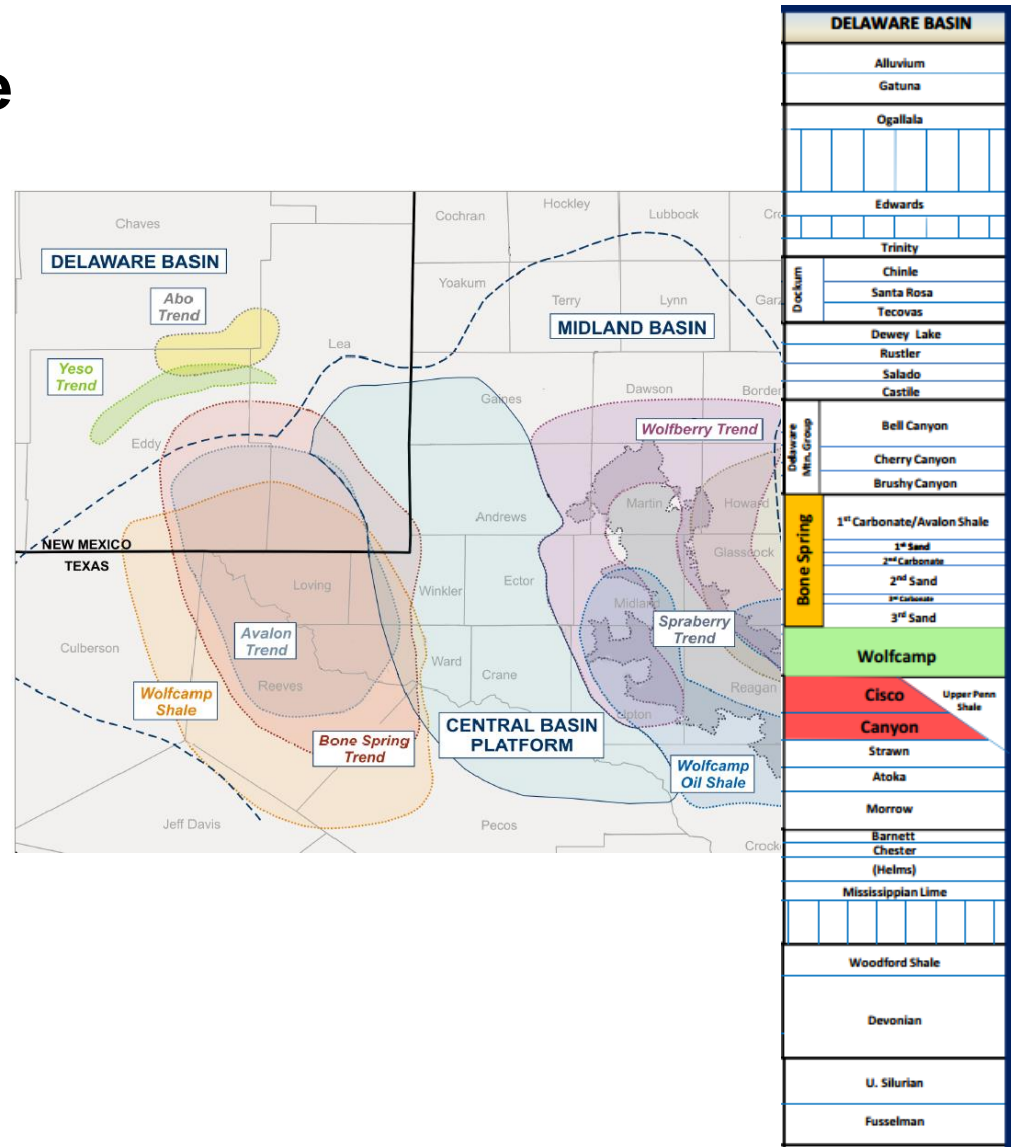 e
Chaves
DELAWARE BASIN
Abo
Trend
Yeso
Trend
Lea
Eddy
NEW MEXICO
TEXAS
Culberson
Loving
Avalon
Trend
Reeves
Wolfcamp
Shale
Bone Spring
Trend
Jeff Davis
Cochran
Hockley
Lubbock
Yoakum
Terry
Lynn
MIDLAND BASIN
Gaines
Dawson
Wolfberry Trend
Martin
Howard
Andrews
Glasscock
Winkler
Ector
Midland
Spraberry
Trend
Ward
Crane
Upton
Reagan
CENTRAL BASIN
PLATFORM
Wolfcamp
Oil Shale
Pecos
DELAWARE BASIN
Alluvium
Gatuna
Ogallala
Edwards
Trinity
Dockum
Chinle
Santa Rosa
Tecovas
Dewey Lake
Rustler
Salado
Castile
Delaware
Mtn. Group
Bell Canyon
Cherry Canyon
Brushy Canyon
Bone Spring
1st Carbonate/Avalon Shale
1st Sand
2nd Carbonate
2nd Sand
3rd Carbonate
3rd Sand
Wolfcamp
Cisco
Upper Penn
Shale
Canyon
Strawn
Atoka
Morrow
Barnett
Chester
(Helms)
Mississippian Lime
Woodford Shale
Devonian
U. Silurian
Fusselman